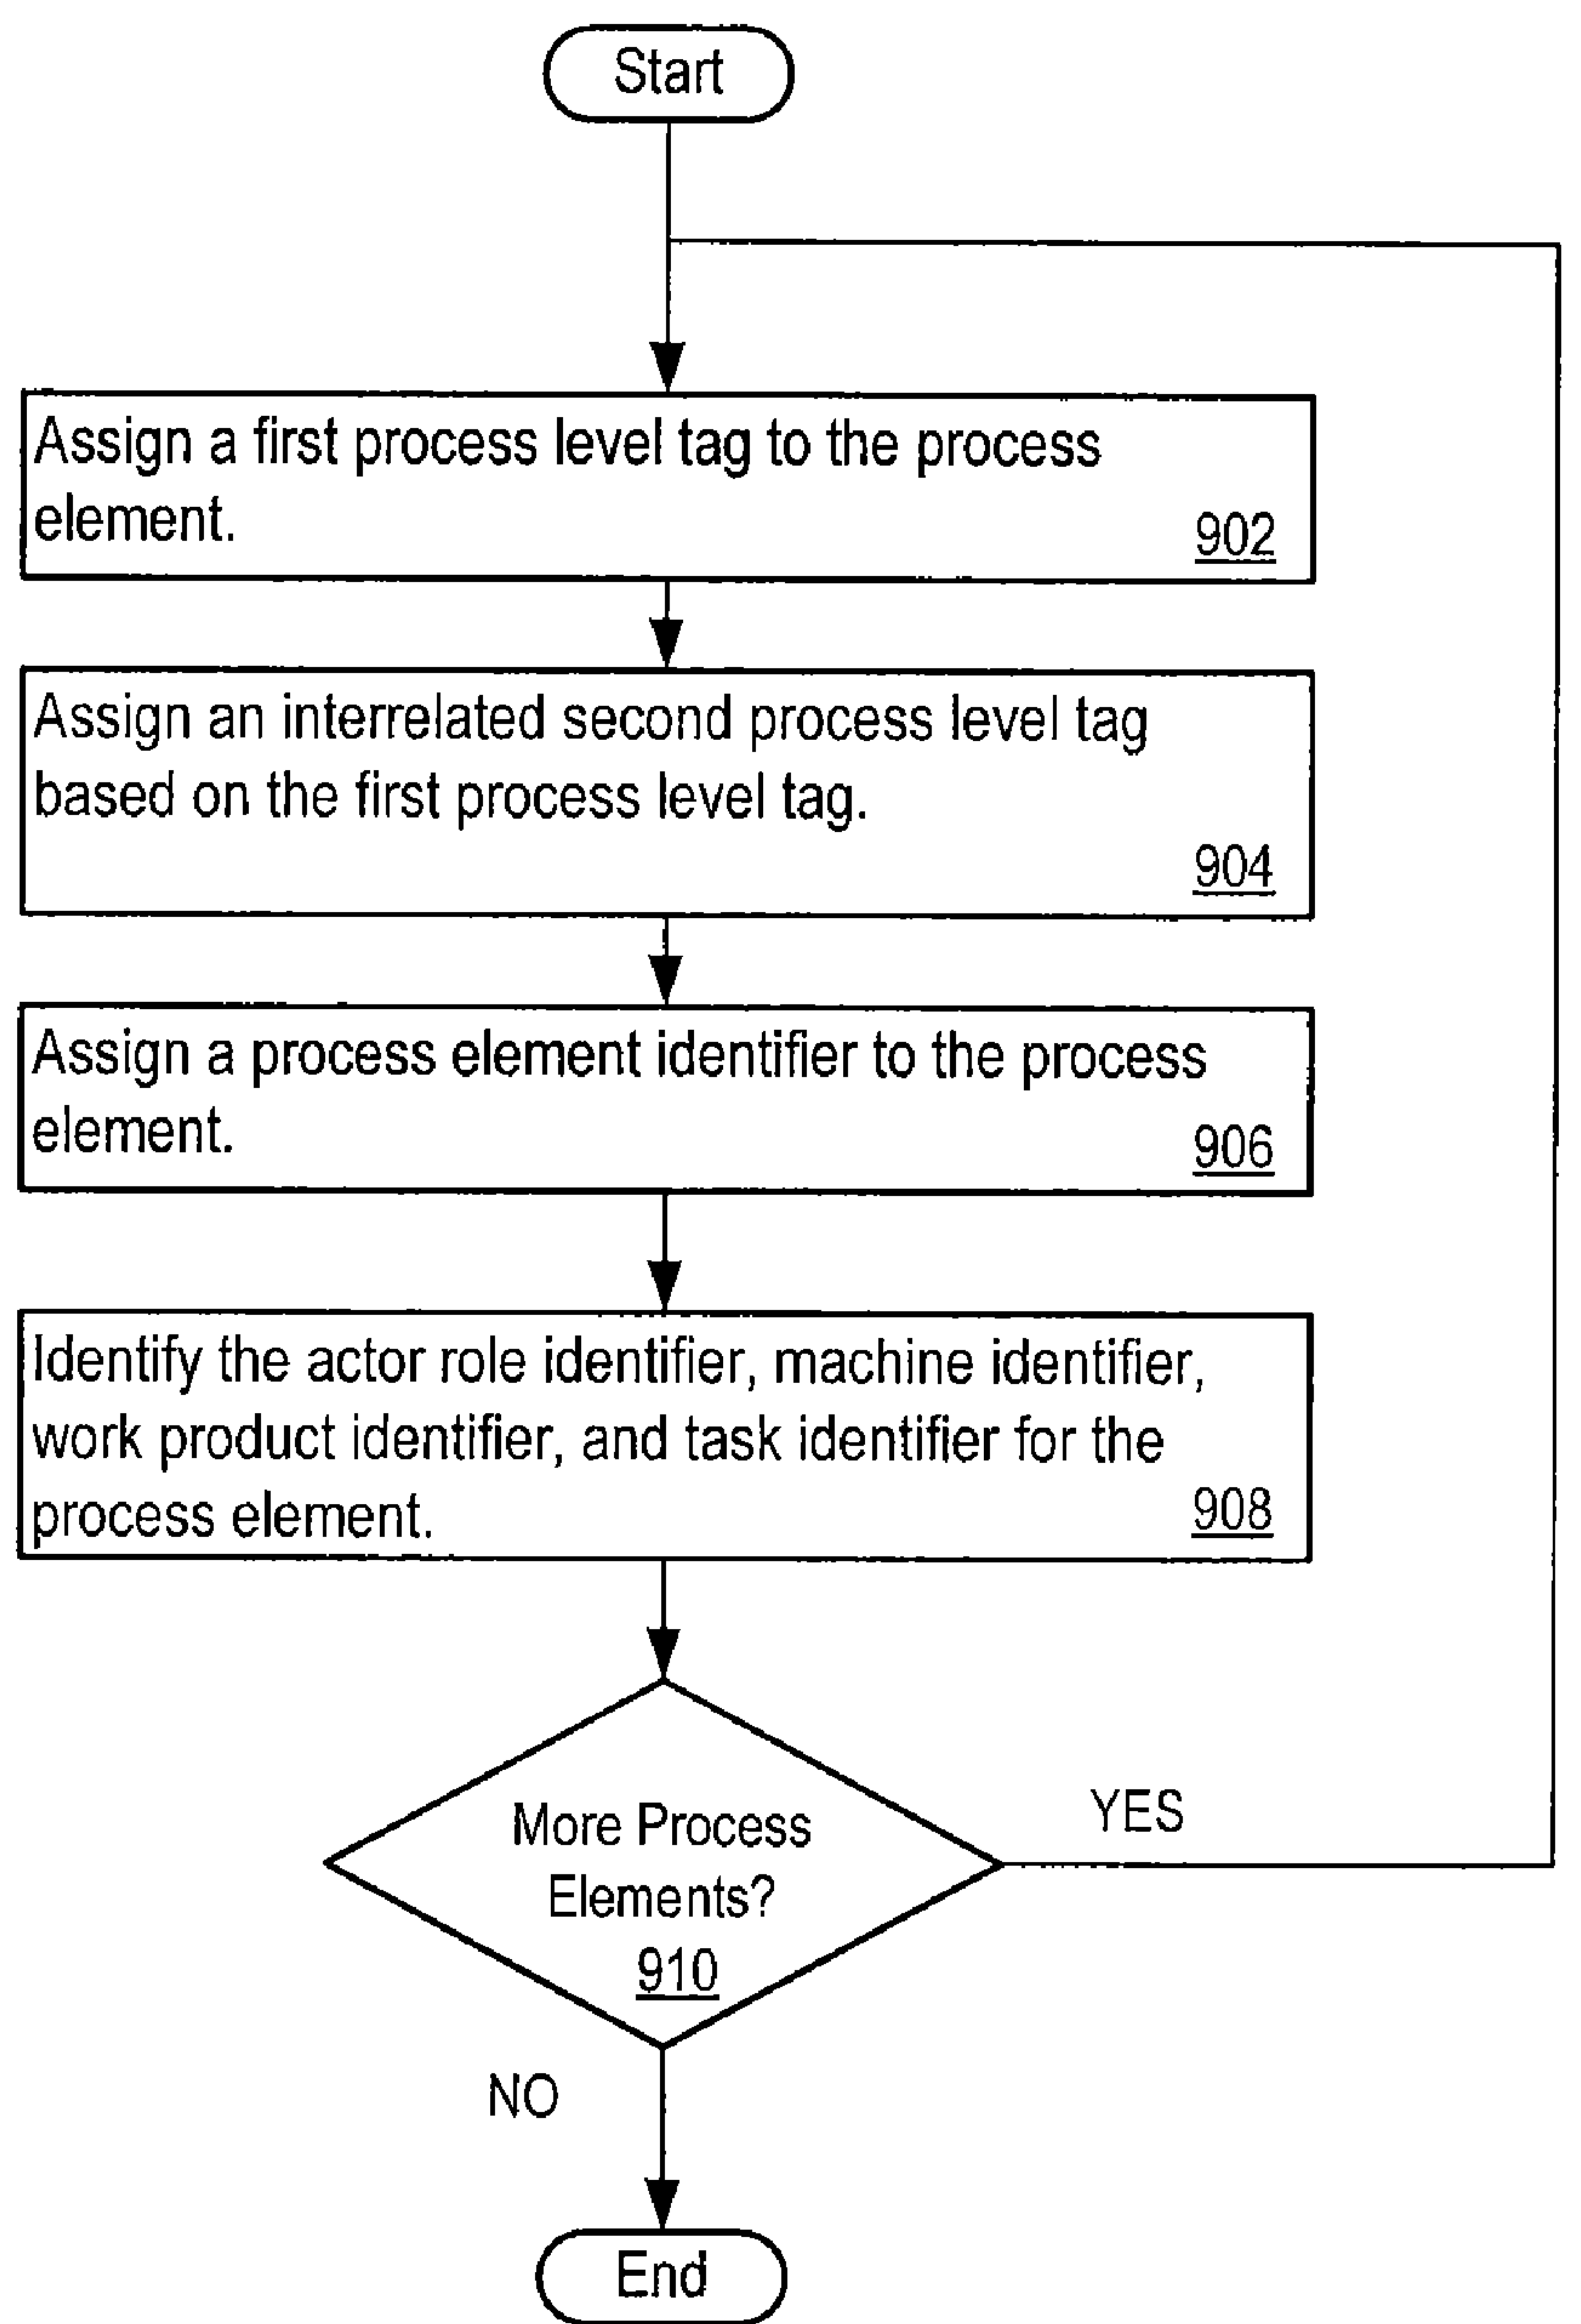 Start
Assign a first process level tag to the process
element.
902
Assign an interrelated second process level tag
based on the first process level tag.
904
Assign a process element identifier to the process
element.
906
Identify the actor role identifier, machine identifier,
work product identifier, and task identifier for the
process element.
908
More Process
Elements?
910
YES
NO
End